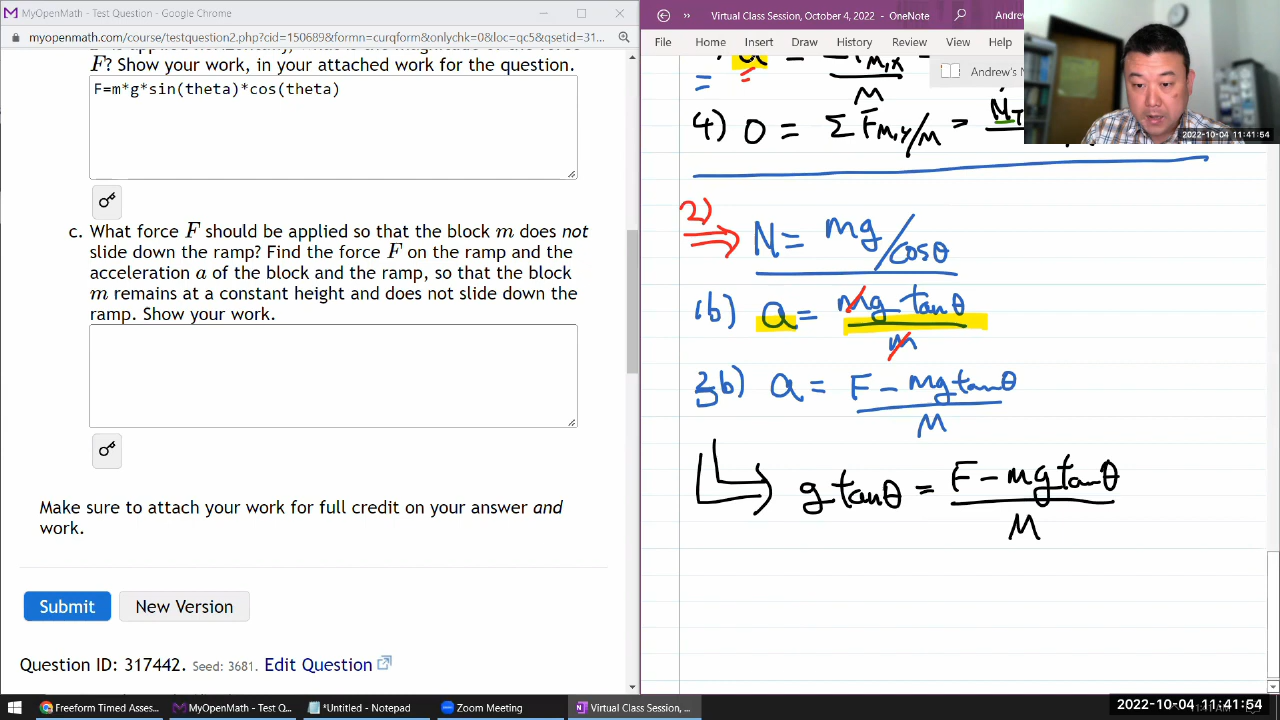 MyOpenMath - Test Question - Google Chrome
myopenmath.com/course/testquestion2.php?cid=150689&formn=curqform&onlychk=0&loc=qc5&qsetid=31...
F? Show your work, in your attached work for the question.
F=m*g*sin(theta)*cos(theta)
c. What force F should be applied so that the block m does not
slide down the ramp? Find the force F on the ramp and the
acceleration a of the block and the ramp, so that the block
m remains at a constant height and does not slide down the
ramp. Show your work.
Make sure to attach your work for full credit on your answer and
work.
Submit New Version
Question ID: 317442. Seed: 3681. Edit Question
Virtual Class Session, October 4, 2022 - OneNote
Andrew
File Home Insert Draw History Review View Help
Andrew's N
2022-10-04 11:41:54
M
4) 0 = Σ F M,y/M =
2) N = mg/cosθ
1b) a = mg tanθ
m
3b) a = F - mg tanθ
M
g tanθ = F - mg tanθ
M
Freeform Timed Asses... MyOpenMath - Test Q... *Untitled - Notepad Zoom Meeting Virtual Class Session,...
2022-10-04 11:41:54